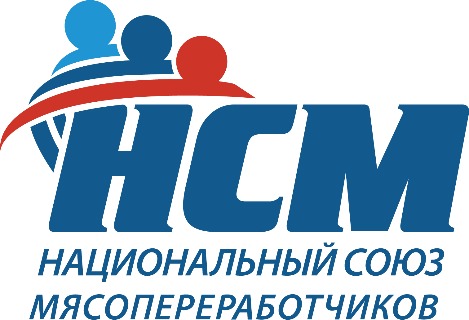 НСМ
НАЦИОНАЛЬНЫЙ СОЮЗ
МЯСОПЕРЕРАБОТЧИКОВ